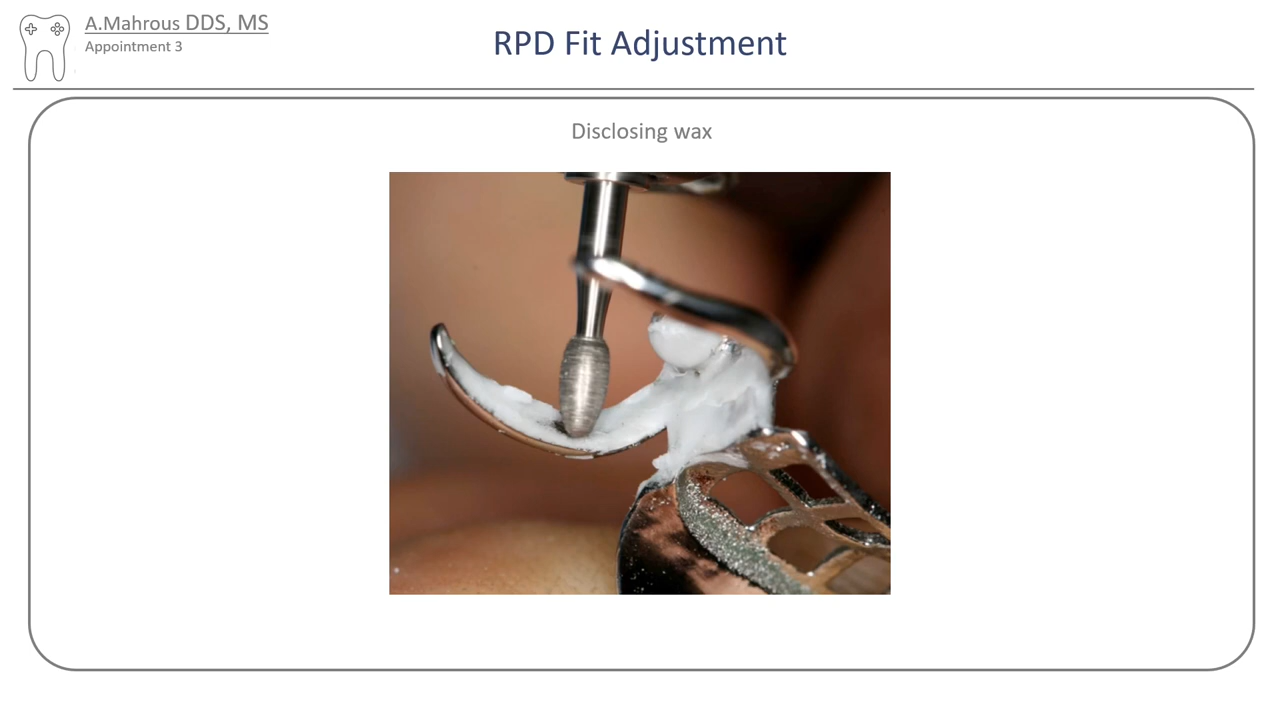 A.Mahrous DDS, MS
Appointment 3
RPD Fit Adjustment
Disclosing wax